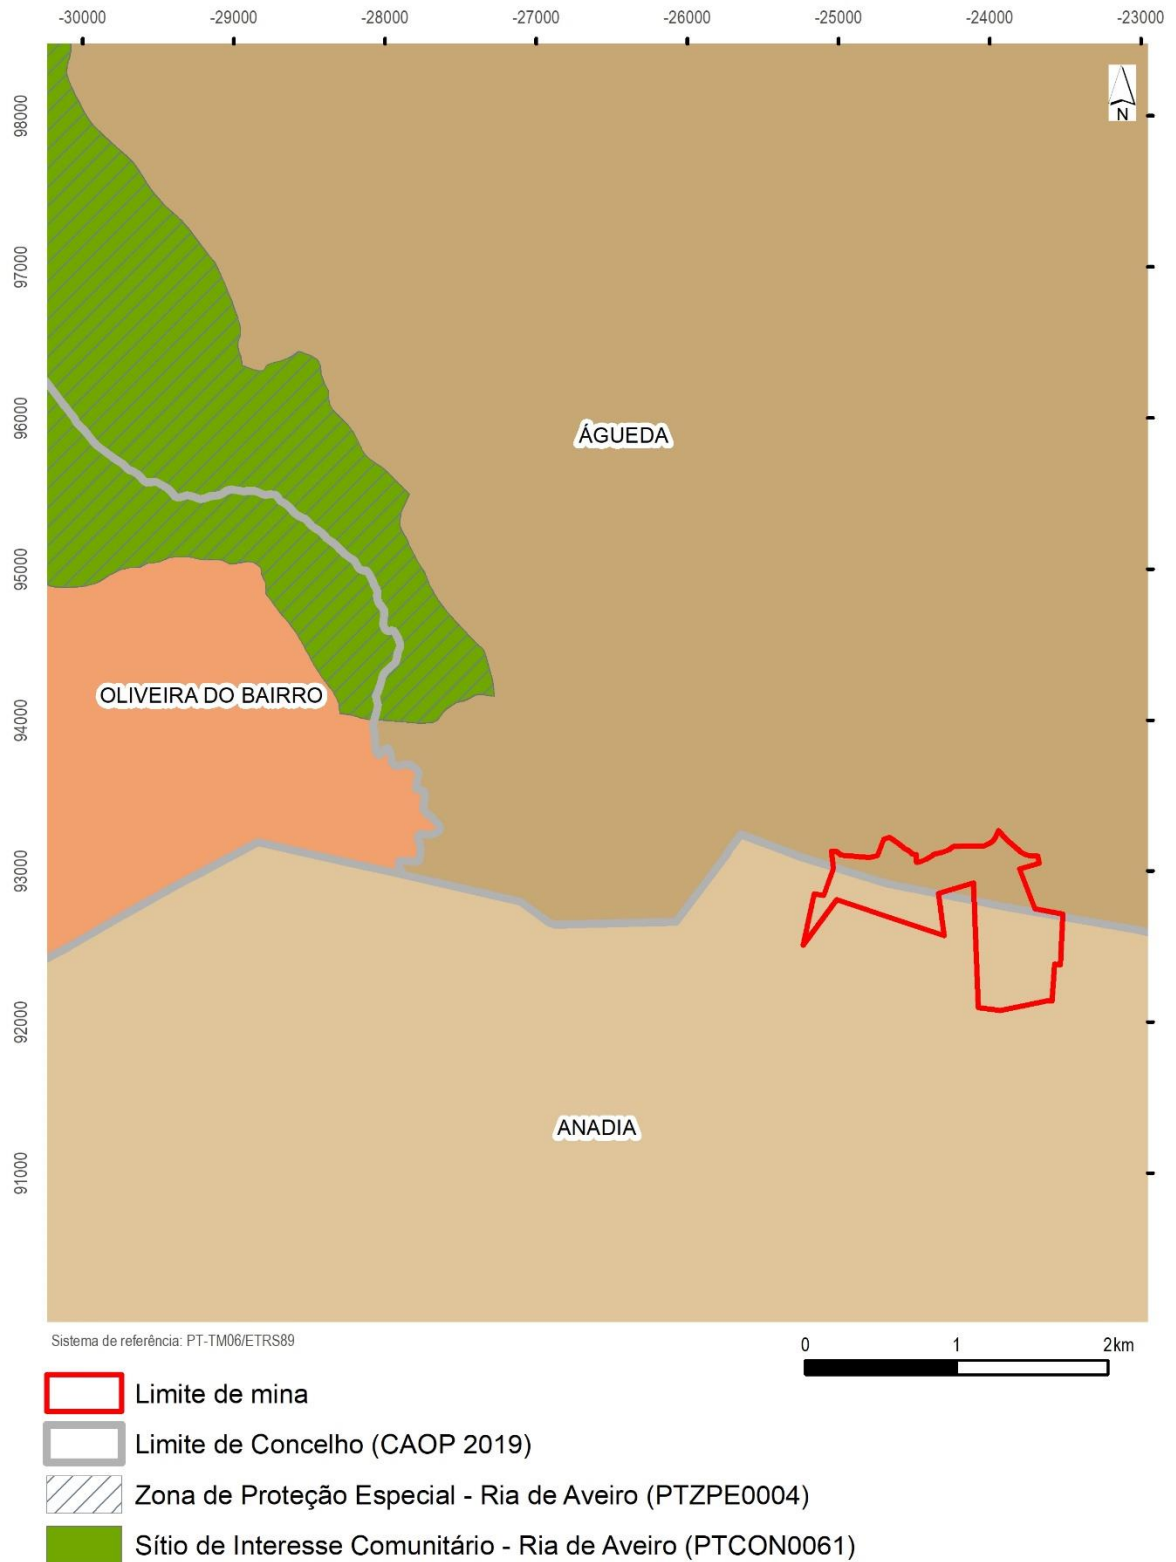 -30000 -29000 -28000 -27000 -26000 -25000 -24000 -23000
N
98000
97000
96000
95000
94000
93000
92000
91000
ÁGUEDA
OLIVEIRA DO BAIRRO
ANADIA
Sistema de referência: PT-TM06/ETRS89
0 1 2km
Limite de mina
Limite de Concelho (CAOP 2019)
Zona de Proteção Especial - Ria de Aveiro (PTZPE0004)
Sítio de Interesse Comunitário - Ria de Aveiro (PTCON0061)